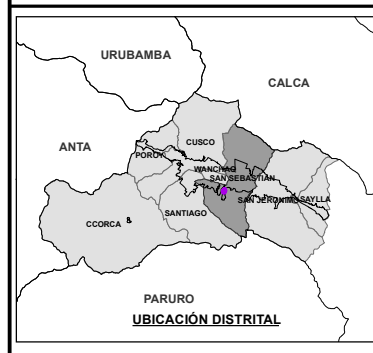 URUBAMBA
CALCA
ANTA
CUSCO
POROY
WANCHAQ
SAN SEBASTIAN
SAN JERONIMO
SAYLLA
CCORCA
SANTIAGO
PARURO
UBICACIÓN DISTRITAL